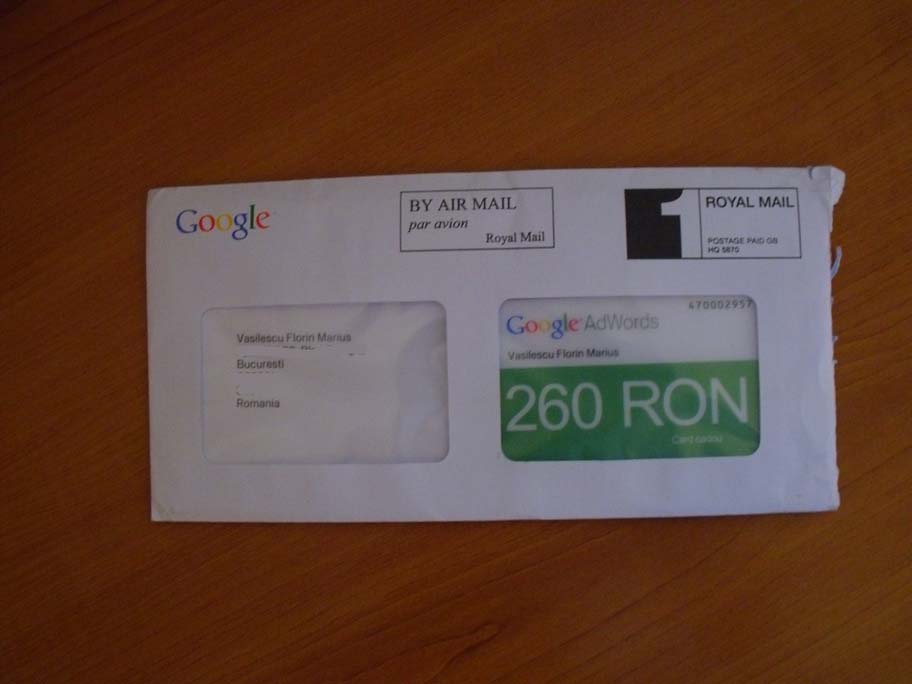 Google
BY AIR MAIL
par avion
Royal Mail
1
ROYAL MAIL
POSTAGE PAID GB
HQ 5870
Vasilescu Florin Marius
Bucuresti
Romania
470002957
Google AdWords
Vasilescu Florin Marius
260 RON
Card cadou